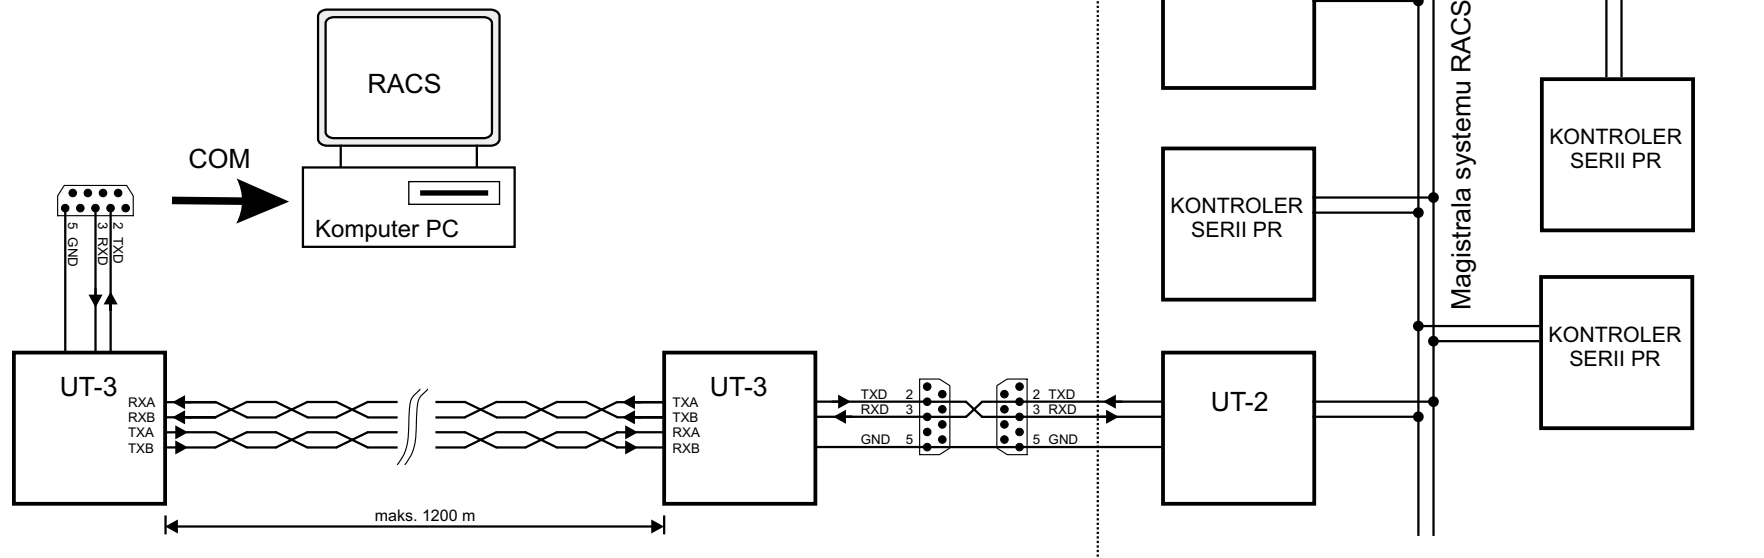 RACS
COM
Komputer PC
5 GND
3 RXD
2 TXD
UT-3
RXA
RXB
TXA
TXB
maks. 1200 m
UT-3
TXA
TXB
RXA
RXB
TXD 2
RXD 3
GND 5
2 TXD
3 RXD
5 GND
UT-2
KONTROLER
SERII PR
Magistrala systemu RACS
KONTROLER
SERII PR
KONTROLER
SERII PR